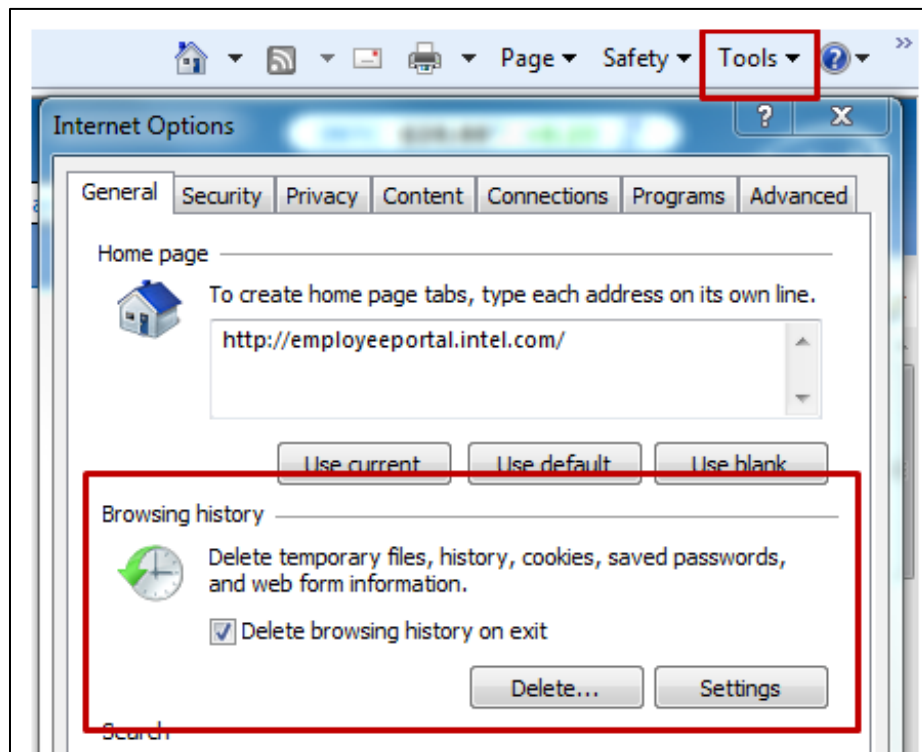 Page Safety Tools
Internet Options
General Security Privacy Content Connections Programs Advanced
Home page
To create home page tabs, type each address on its own line.
http://employeeportal.intel.com/
Use current Use default Use blank
Browsing history
Delete temporary files, history, cookies, saved passwords,
and web form information.
Delete browsing history on exit
Delete... Settings
Search